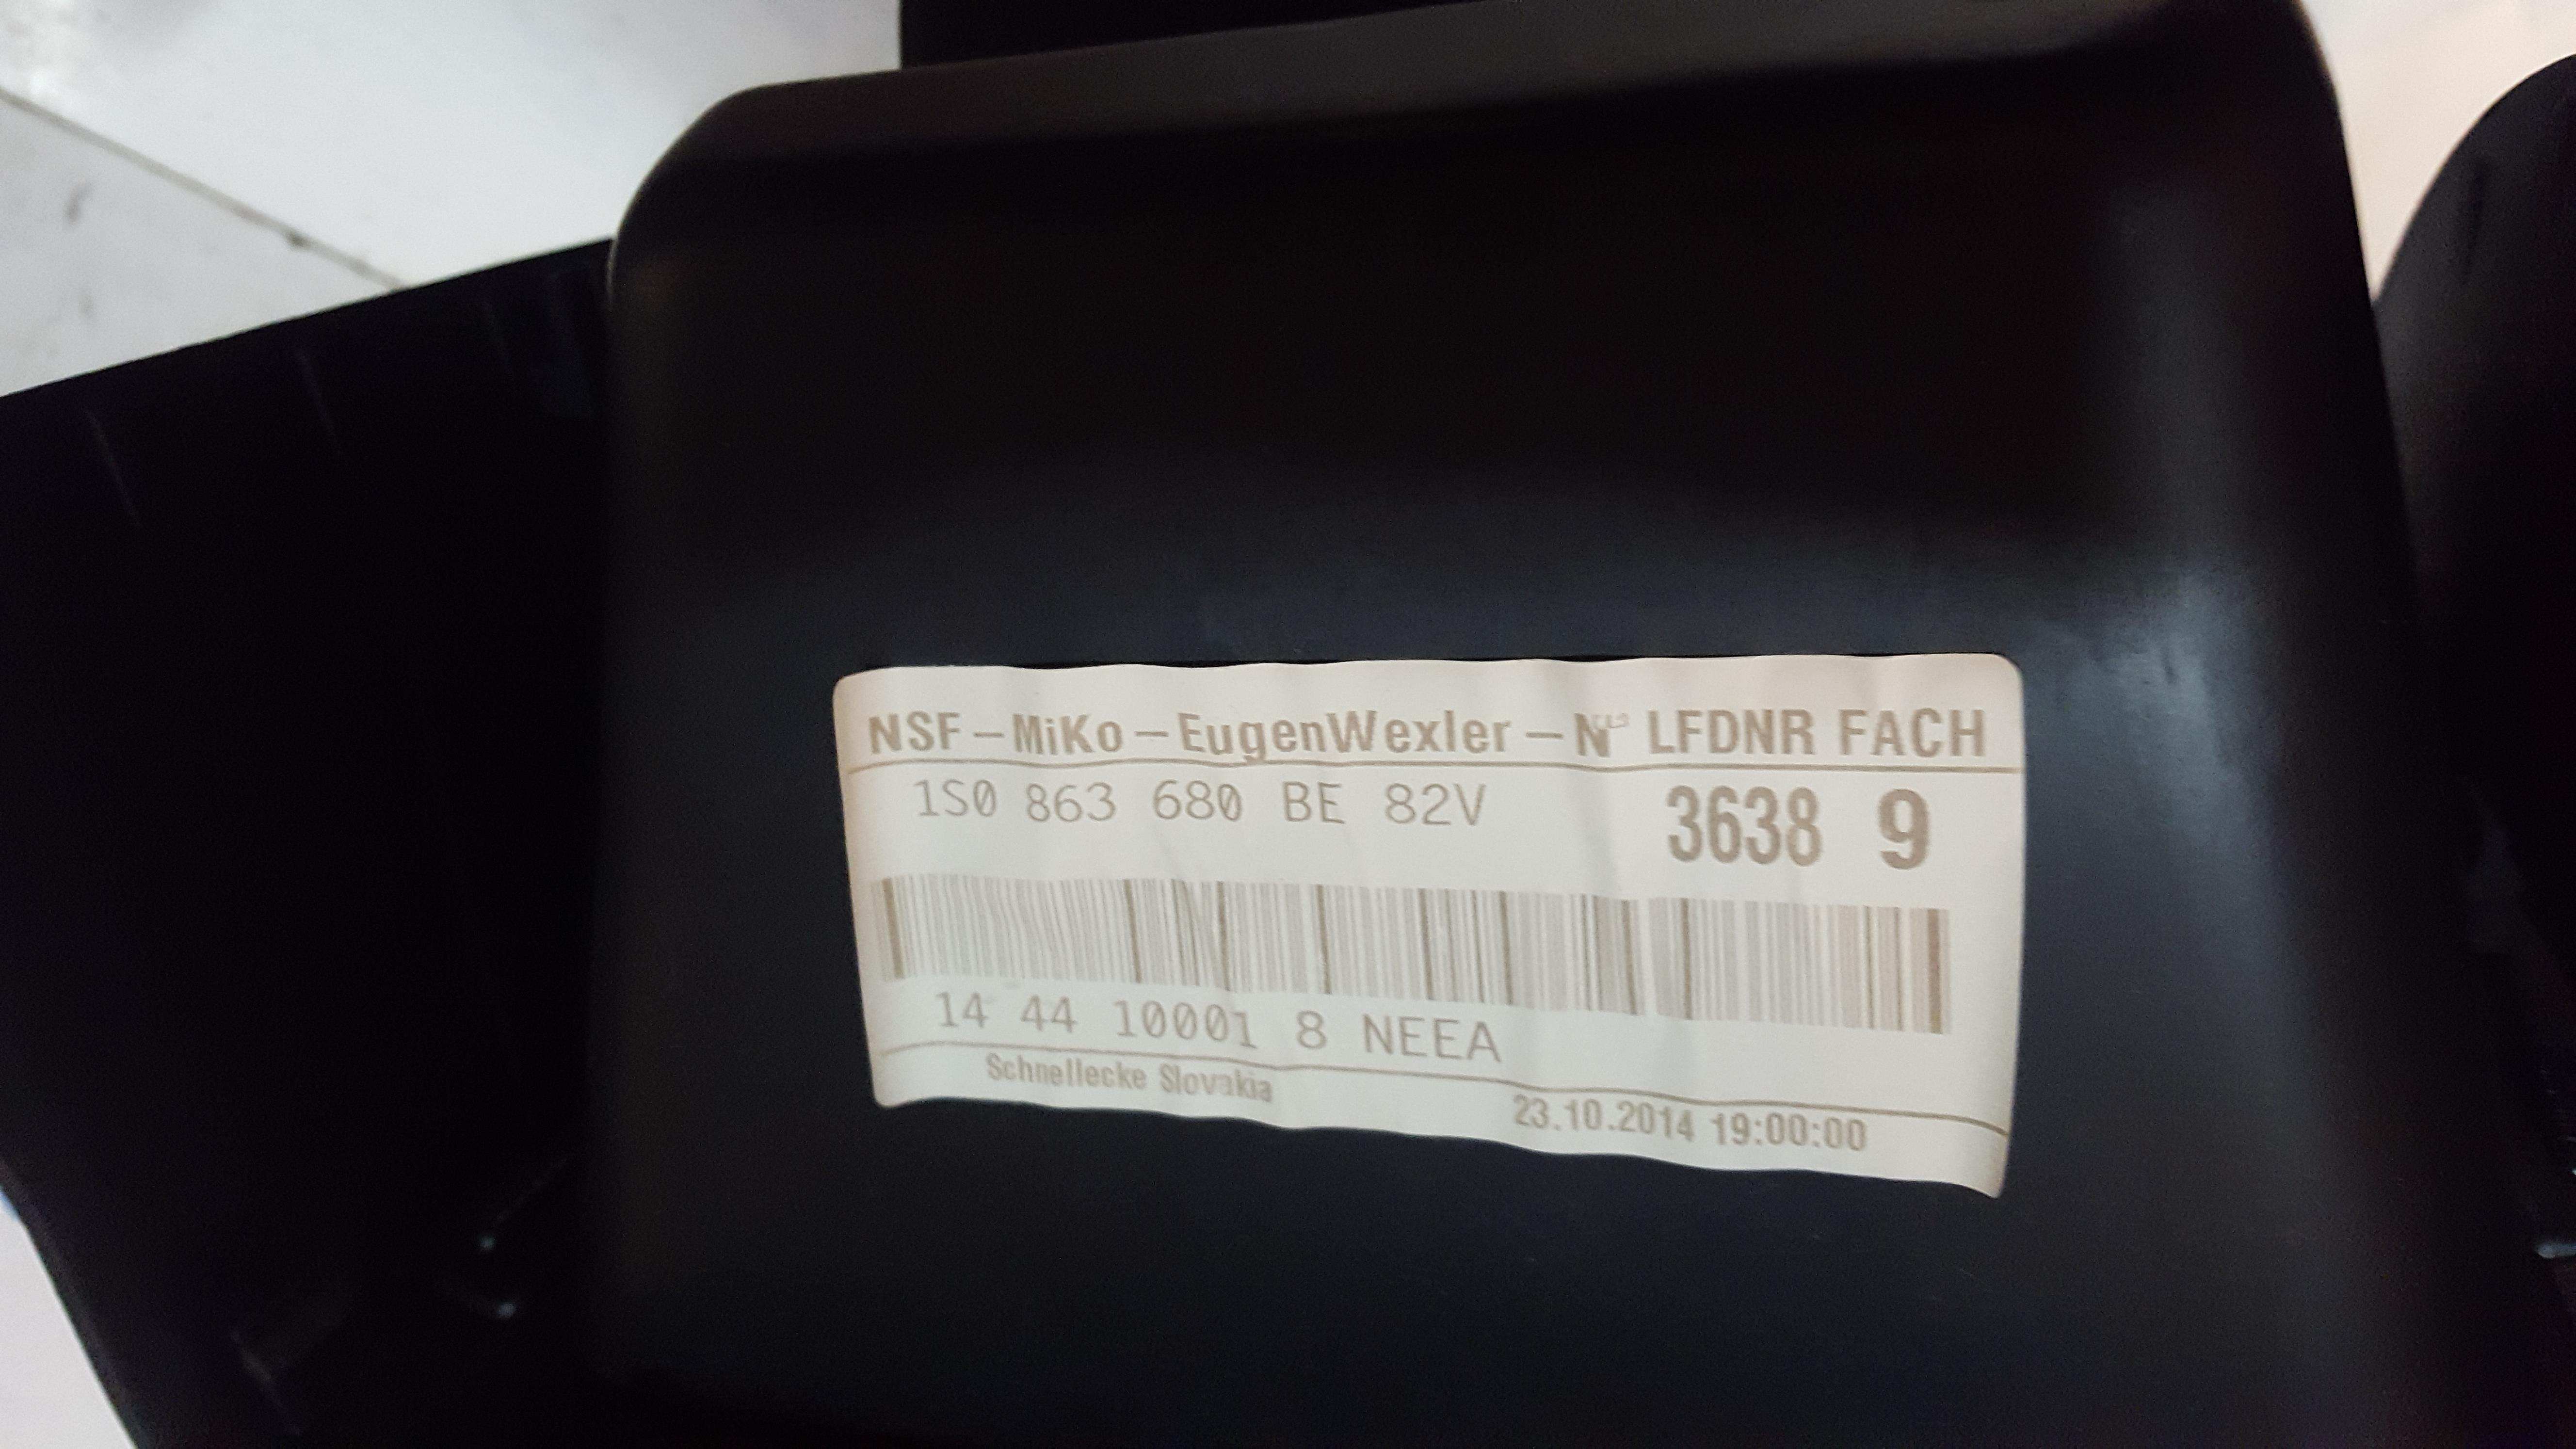 NSF-MiKo-EugenWexler- LFDNR FACH
1S0 863 680 BE 82V 3638 9
14 44 10001 8 NEEA
Schnellecke Slovakia
23.10.2014 19:00:00